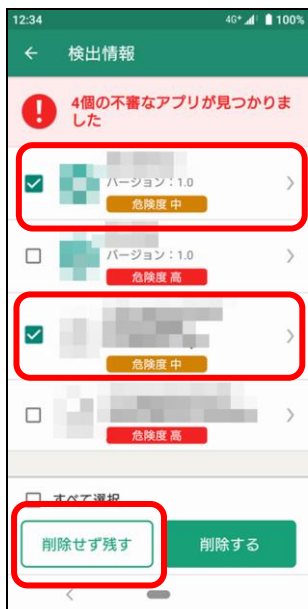 12:34 4G+ 100%
検出情報
4個の不審なアプリが見つかりま
した
バージョン：1.0
危険度 中
バージョン：1.0
危険度 高
危険度 中
危険度 高
すべて選択
削除せず残す 削除する